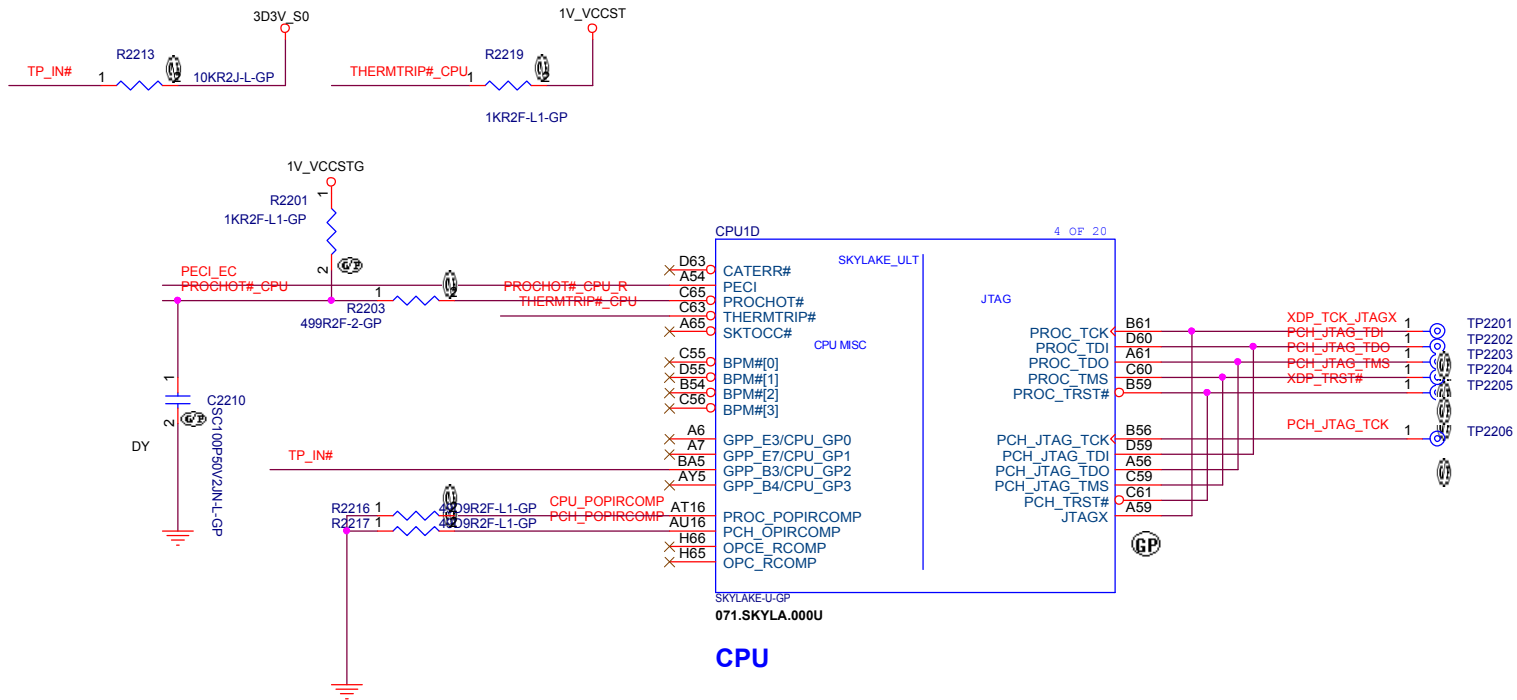 3D3V_S0
1V_VCCST
R2213
R2219
TP_IN#
1
2
10KR2J-L-GP
THERMTRIP#_CPU
1
2
1KR2F-L1-GP
1V_VCCSTG
1
R2201
1KR2F-L1-GP
2
G/P
PECI_EC
PROCHOT#_CPU
1
2
R2203
499R2F-2-GP
PROCHOT#_CPU_R
THERMTRIP#_CPU
1
C2210
2
G/P
SC100P50V2JN-L-GP
DY
TP_IN#
R2216
1
CPU_POPIRCOMP
R2217
1
PCH_POPIRCOMP
CPU1D
4 OF 20
SKYLAKE_ULT
CPU MISC
JTAG
D63
CATERR#
A54
PECI
C65
PROCHOT#
C63
THERMTRIP#
A65
SKTOCC#
C55
BPM#[0]
D55
BPM#[1]
B54
BPM#[2]
C56
BPM#[3]
A6
GPP_E3/CPU_GP0
A7
GPP_E7/CPU_GP1
BA5
GPP_B3/CPU_GP2
AY5
GPP_B4/CPU_GP3
AT16
PROC_POPIRCOMP
AU16
PCH_OPIRCOMP
H66
OPCE_RCOMP
H65
OPC_RCOMP
PROC_TCK
B61
XDP_TCK_JTAGX
1
TP2201
PROC_TDI
D60
PCH_JTAG_TDI
1
TP2202
PROC_TDO
A61
PCH_JTAG_TDO
1
TP2203
PROC_TMS
C60
PCH_JTAG_TMS
1
TP2204
PROC_TRST#
B59
XDP_TRST#
1
TP2205
PCH_JTAG_TCK
B56
PCH_JTAG_TCK
1
TP2206
PCH_JTAG_TDI
D59
PCH_JTAG_TDO
A56
PCH_JTAG_TMS
C59
PCH_TRST#
C61
JTAGX
A59
GP
SKYLAKE-U-GP
071.SKYLA.000U
CPU